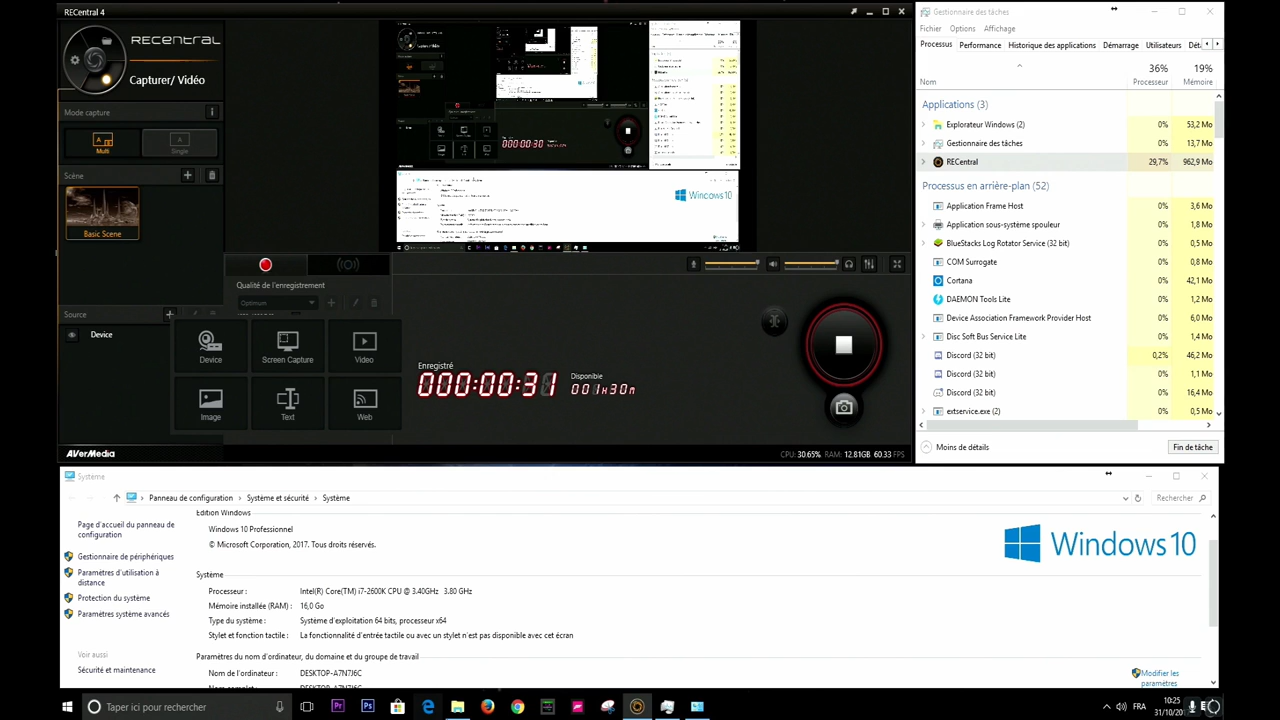 RECentral 4
RECENTRAL
Capturer/ Vidéo
Mode capture
Multi
Single
Scène
Basic Scene
Qualité de l'enregistrement
Optimum
Source
Device
Device
Screen Capture
Video
Image
Text
Web
Enregistré
000:00:31
Disponible
001H30m
AVerMedia
CPU: 30.65% RAM: 12.81GB 60.33 FPS
000:00:30
Windows10
Gestionnaire des tâches
Fichier Options Affichage
Processus Performance Historique des applications Démarrage Utilisateurs Dét
36% 19%
Nom Processeur Mémoire
Applications (3)
Explorateur Windows (2) 0% 53,2 Mo
Gestionnaire des tâches 0% 13,7 Mo
RECentral 29,7% 962,9 Mo
Processus en arrière-plan (52)
Application Frame Host 0% 3,6 Mo
Application sous-système spouleur 0% 1,8 Mo
BlueStacks Log Rotator Service (32 bit) 0% 0,5 Mo
COM Surrogate 0% 0,8 Mo
Cortana 0% 42,1 Mo
DAEMON Tools Lite 0% 1,2 Mo
Device Association Framework Provider Host 0% 6,0 Mo
Disc Soft Bus Service Lite 0% 1,4 Mo
Discord (32 bit) 0,2% 46,2 Mo
Discord (32 bit) 0% 1,1 Mo
Discord (32 bit) 0% 16,4 Mo
extservice.exe (2) 0% 0,5 Mo
Moins de détails
Fin de tâche
Système
Panneau de configuration > Système et sécurité > Système
Rechercher
Page d'accueil du panneau de
configuration
Gestionnaire de périphériques
Paramètres d'utilisation à
distance
Protection du système
Paramètres système avancés
Voir aussi
Sécurité et maintenance
Edition Windows
Windows 10 Professionnel
© Microsoft Corporation, 2017. Tous droits réservés.
Windows10
Système
Processeur : Intel(R) Core(TM) i7-2600K CPU @ 3.40GHz 3.80 GHz
Mémoire installée (RAM) : 16,0 Go
Type du système : Système d'exploitation 64 bits, processeur x64
Stylet et fonction tactile : La fonctionnalité d'entrée tactile ou avec un stylet n'est pas disponible avec cet écran
Paramètres du nom d'ordinateur, du domaine et du groupe de travail
Nom de l'ordinateur : DESKTOP-A7N7J6C
Nom complet : DESKTOP-A7N7J6C
Modifier les
paramètres
Taper ici pour rechercher
FRA
10:25
31/10/20